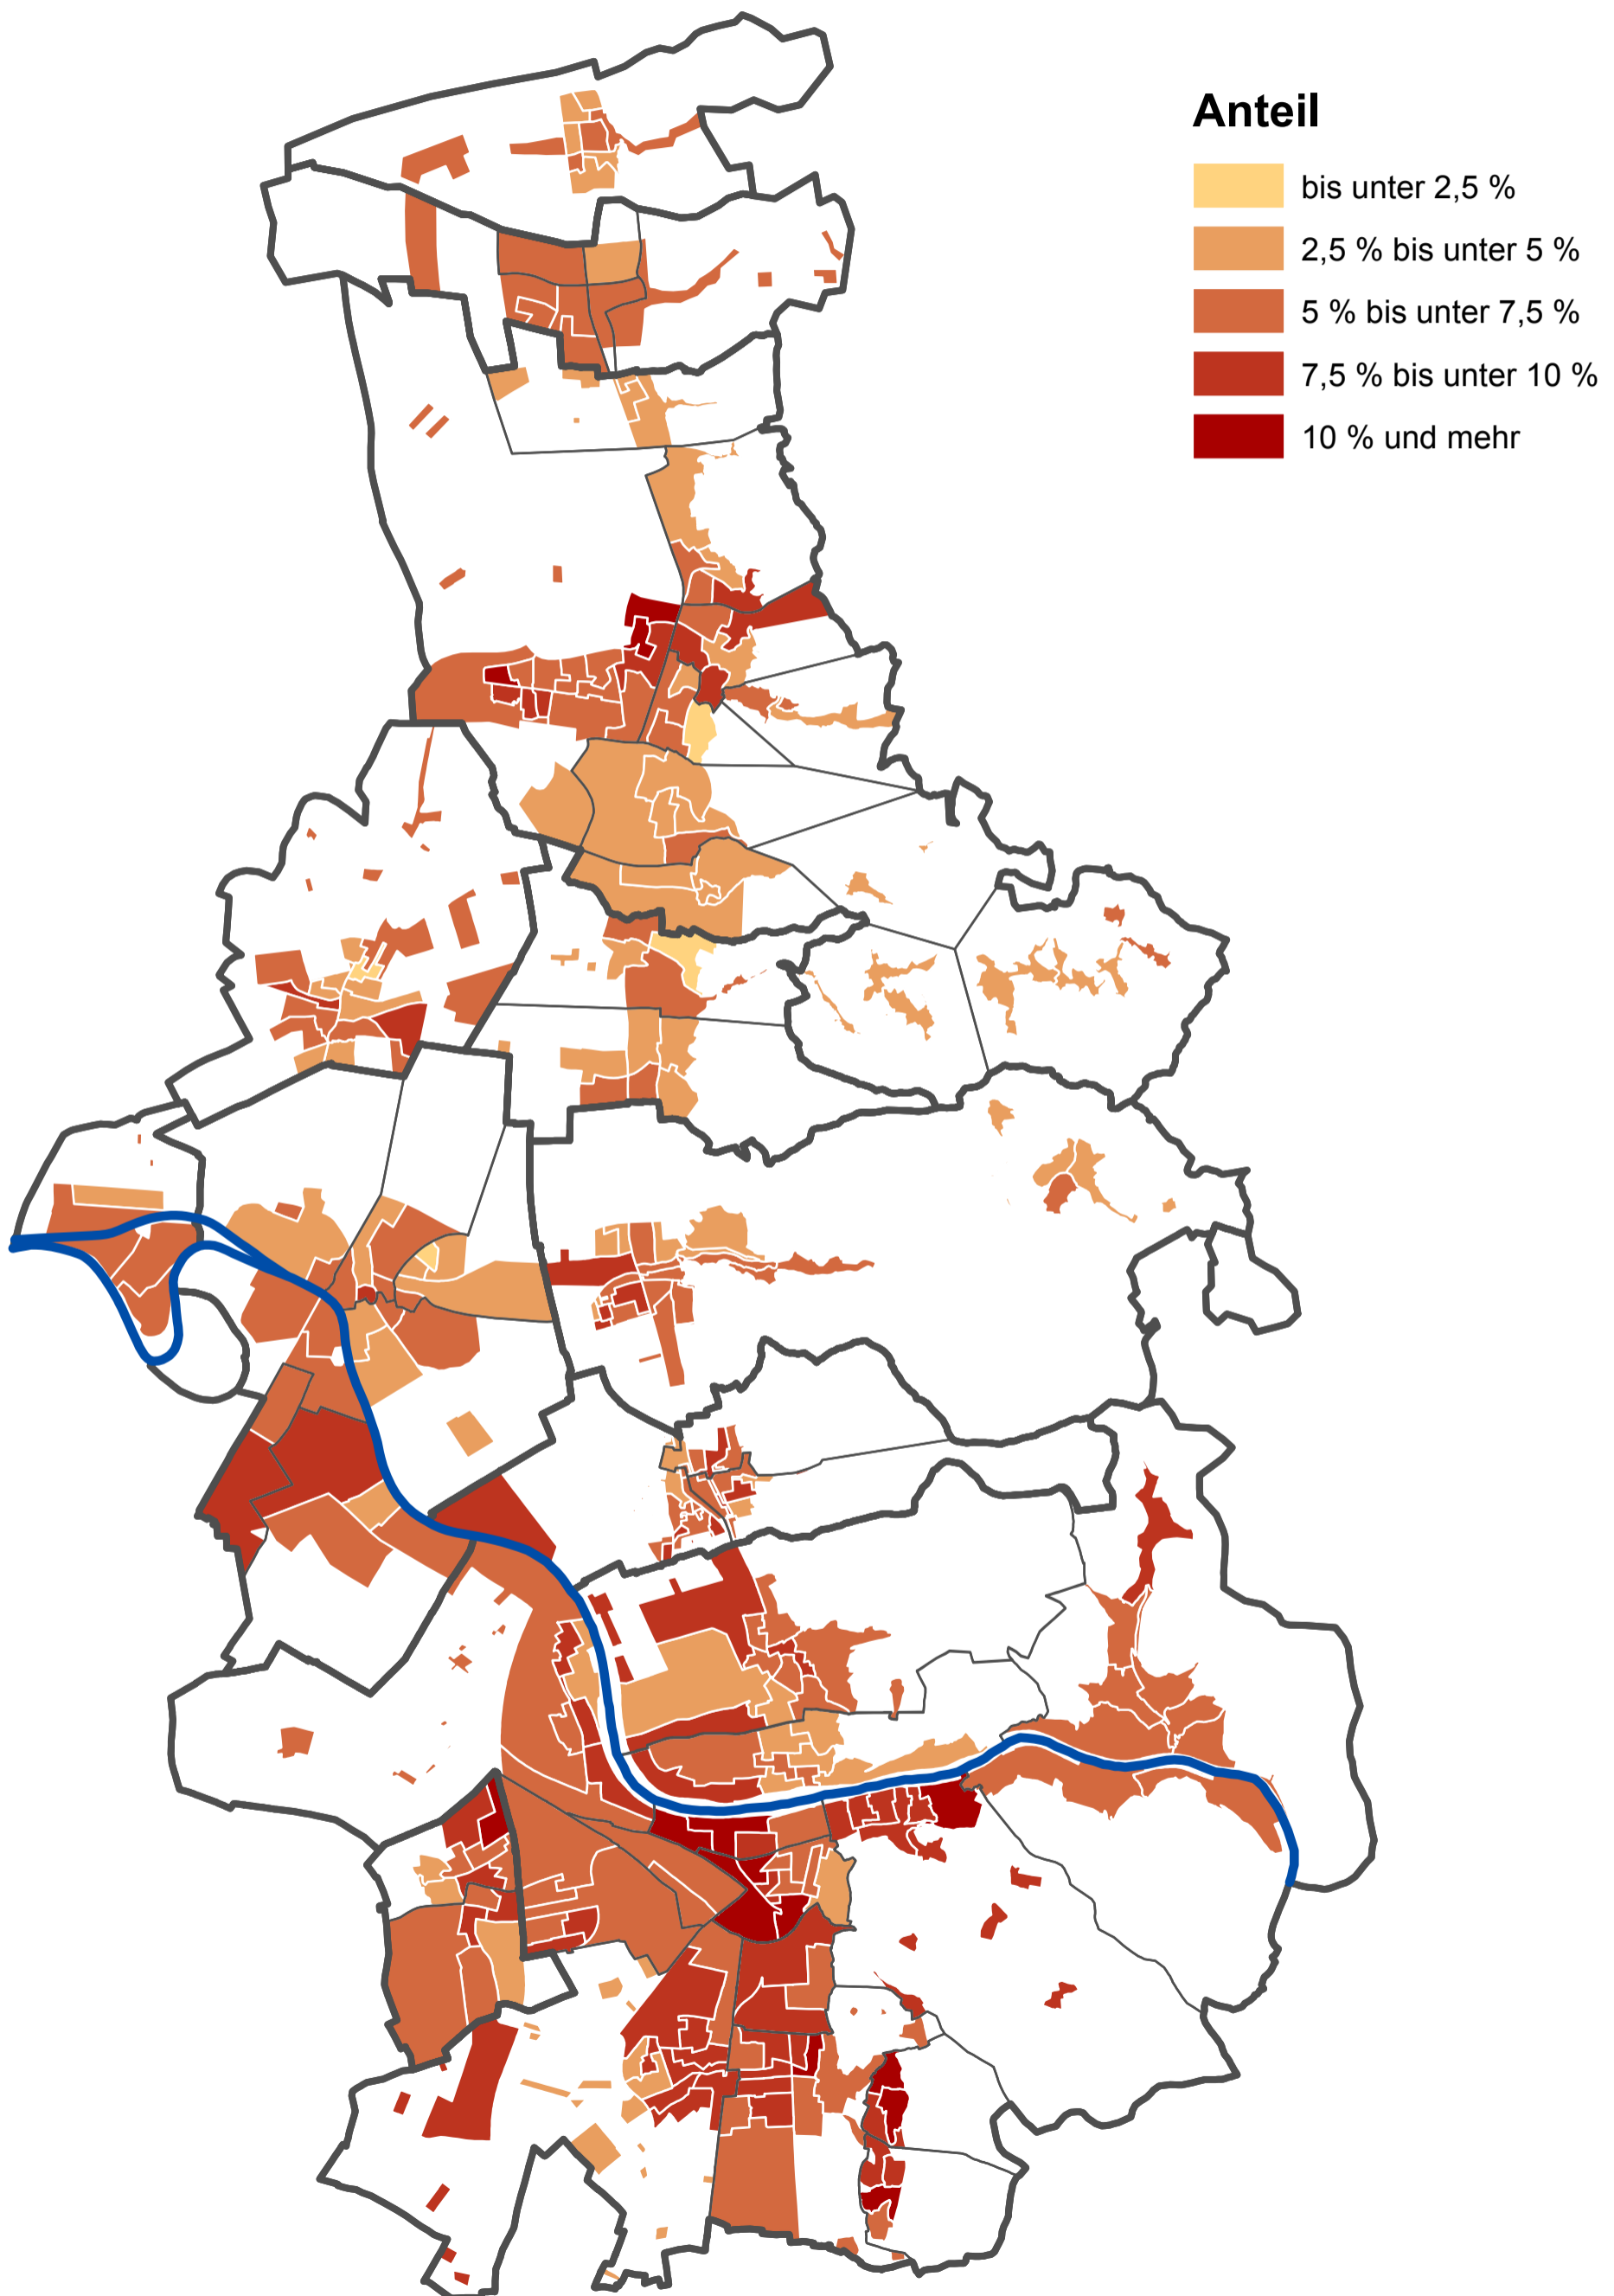 Anteil
bis unter 2,5 %
2,5 % bis unter 5 %
5 % bis unter 7,5 %
7,5 % bis unter 10 %
10 % und mehr